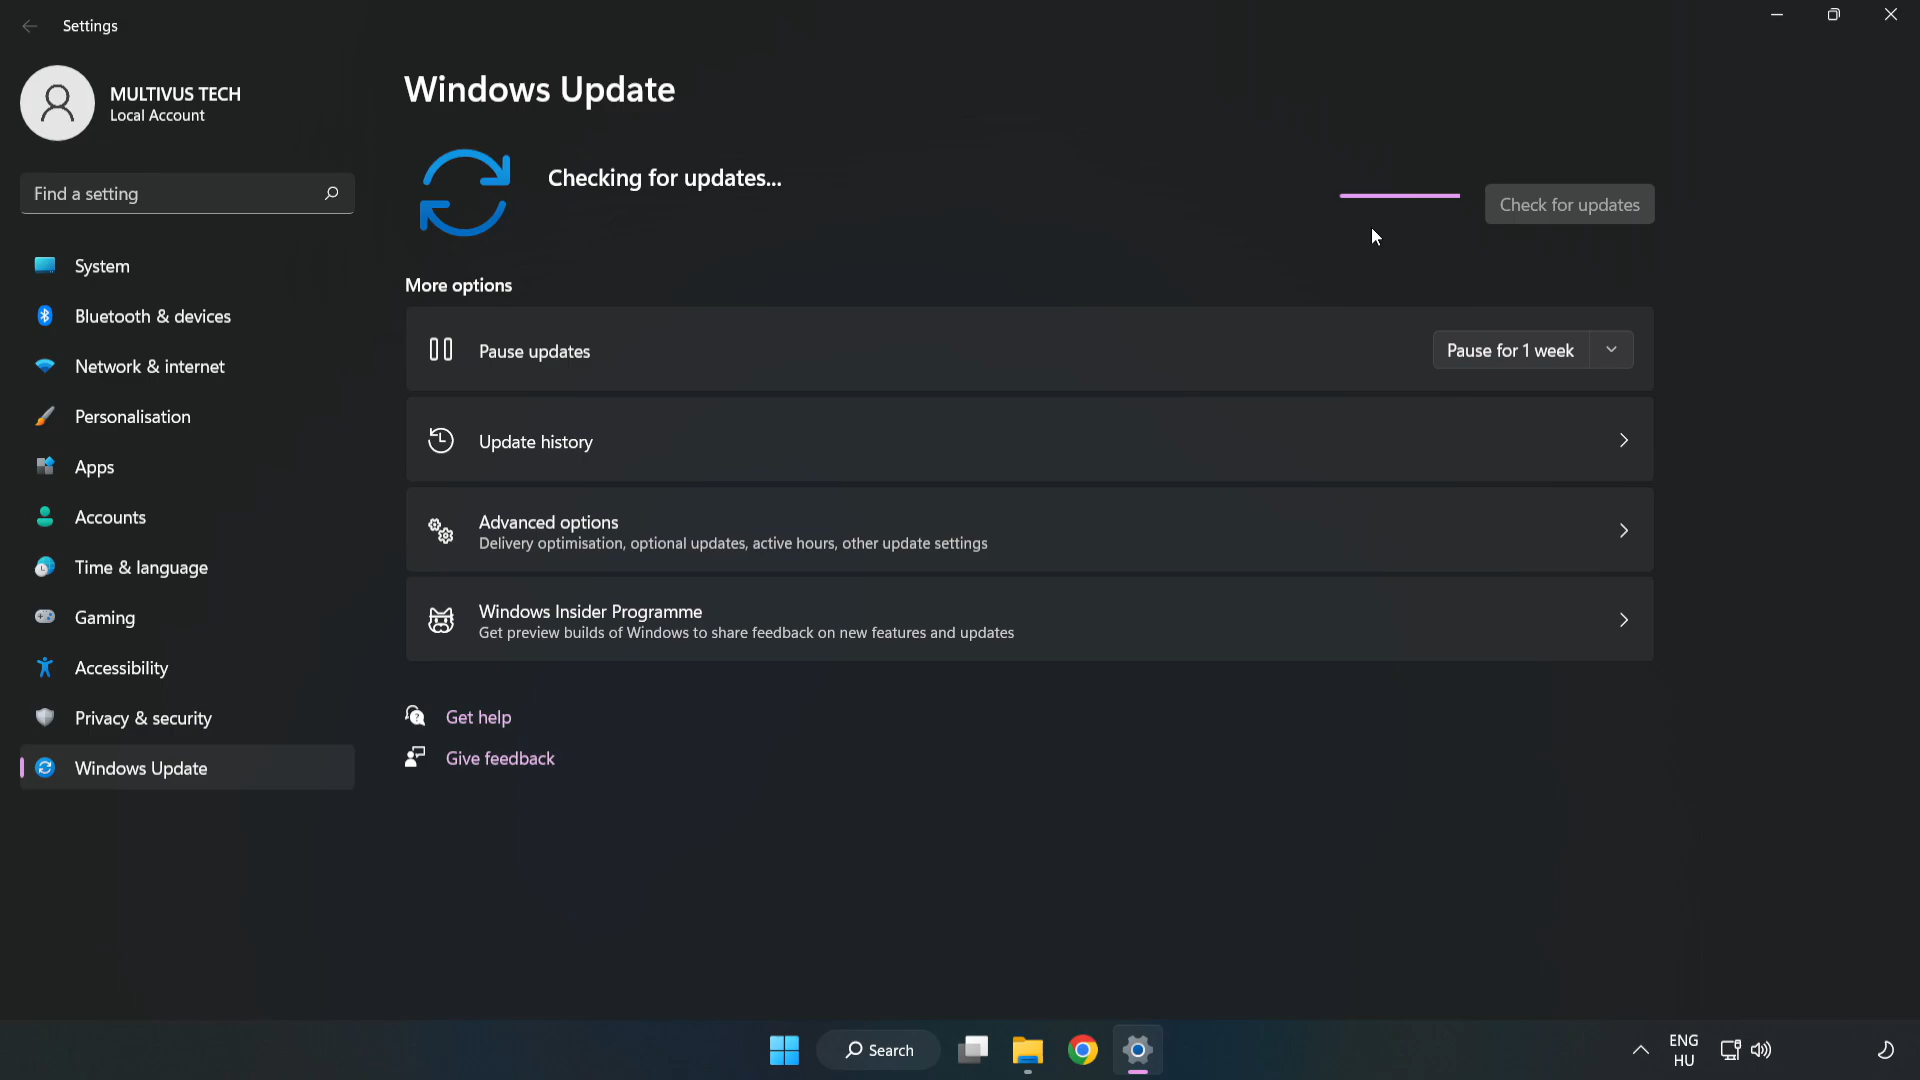 Settings
MULTIVUS TECH
Local Account
Find a setting
System
Bluetooth & devices
Network & internet
Personalisation
Apps
Accounts
Time & language
Gaming
Accessibility
Privacy & security
Windows Update
Windows Update
Checking for updates...
Check for updates
More options
Pause updates
Pause for 1 week
Update history
Advanced options
Delivery optimisation, optional updates, active hours, other update settings
Windows Insider Programme
Get preview builds of Windows to share feedback on new features and updates
Get help
Give feedback
Search
ENG
HU